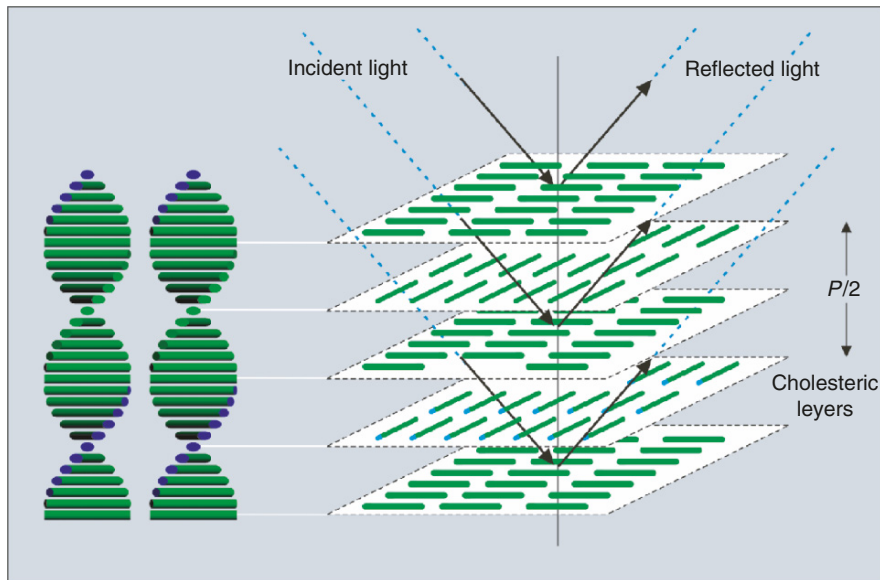 Incident light
Reflected light
P/2
Cholesteric
leyers